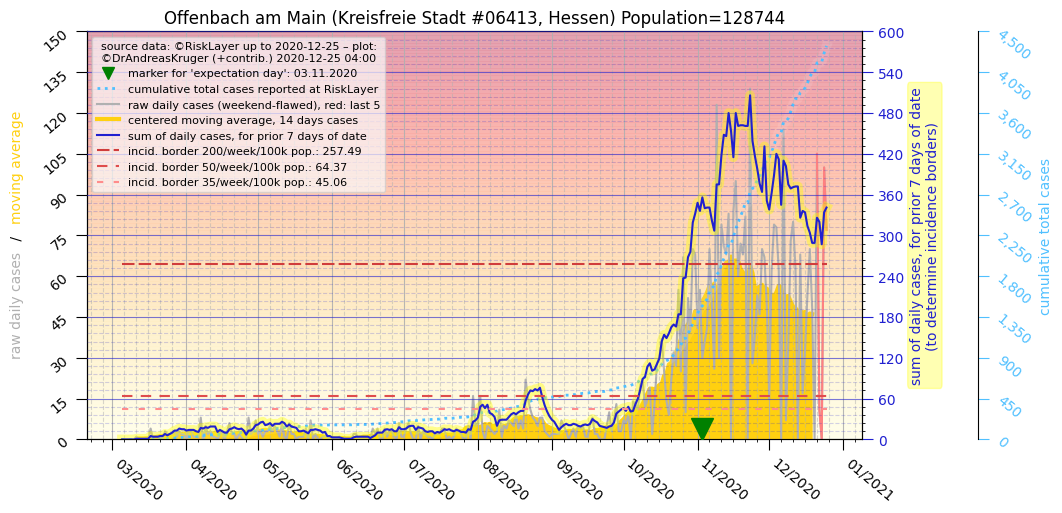 Offenbach am Main (Kreisfreie Stadt #06413, Hessen) Population=128744
source data: ©RiskLayer up to 2020-12-25 – plot:
©DrAndreasKruger (+contrib.) 2020-12-25 04:00
marker for 'expectation day': 03.11.2020
cumulative total cases reported at RiskLayer
raw daily cases (weekend-flawed), red: last 5
centered moving average, 14 days cases
sum of daily cases, for prior 7 days of date
incid. border 200/week/100k pop.: 257.49
incid. border 50/week/100k pop.: 64.37
incid. border 35/week/100k pop.: 45.06
raw daily cases / moving average
150
135
120
105
90
75
60
45
30
15
0
03/2020
04/2020
05/2020
06/2020
07/2020
08/2020
09/2020
10/2020
11/2020
12/2020
01/2021
600
540
480
420
360
300
240
180
120
60
0
sum of daily cases, for prior 7 days of date
(to determine incidence borders)
4,500
4,050
3,600
3,150
2,700
2,250
1,800
1,350
900
450
0
cumulative total cases